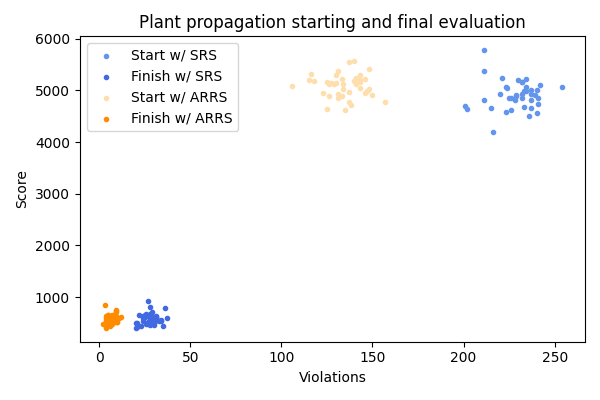 Plant propagation starting and final evaluation
Start w/ SRS
Finish w/ SRS
Start w/ ARRS
Finish w/ ARRS
Score
6000
5000
4000
3000
2000
1000
0 50 100 150 200 250
Violations